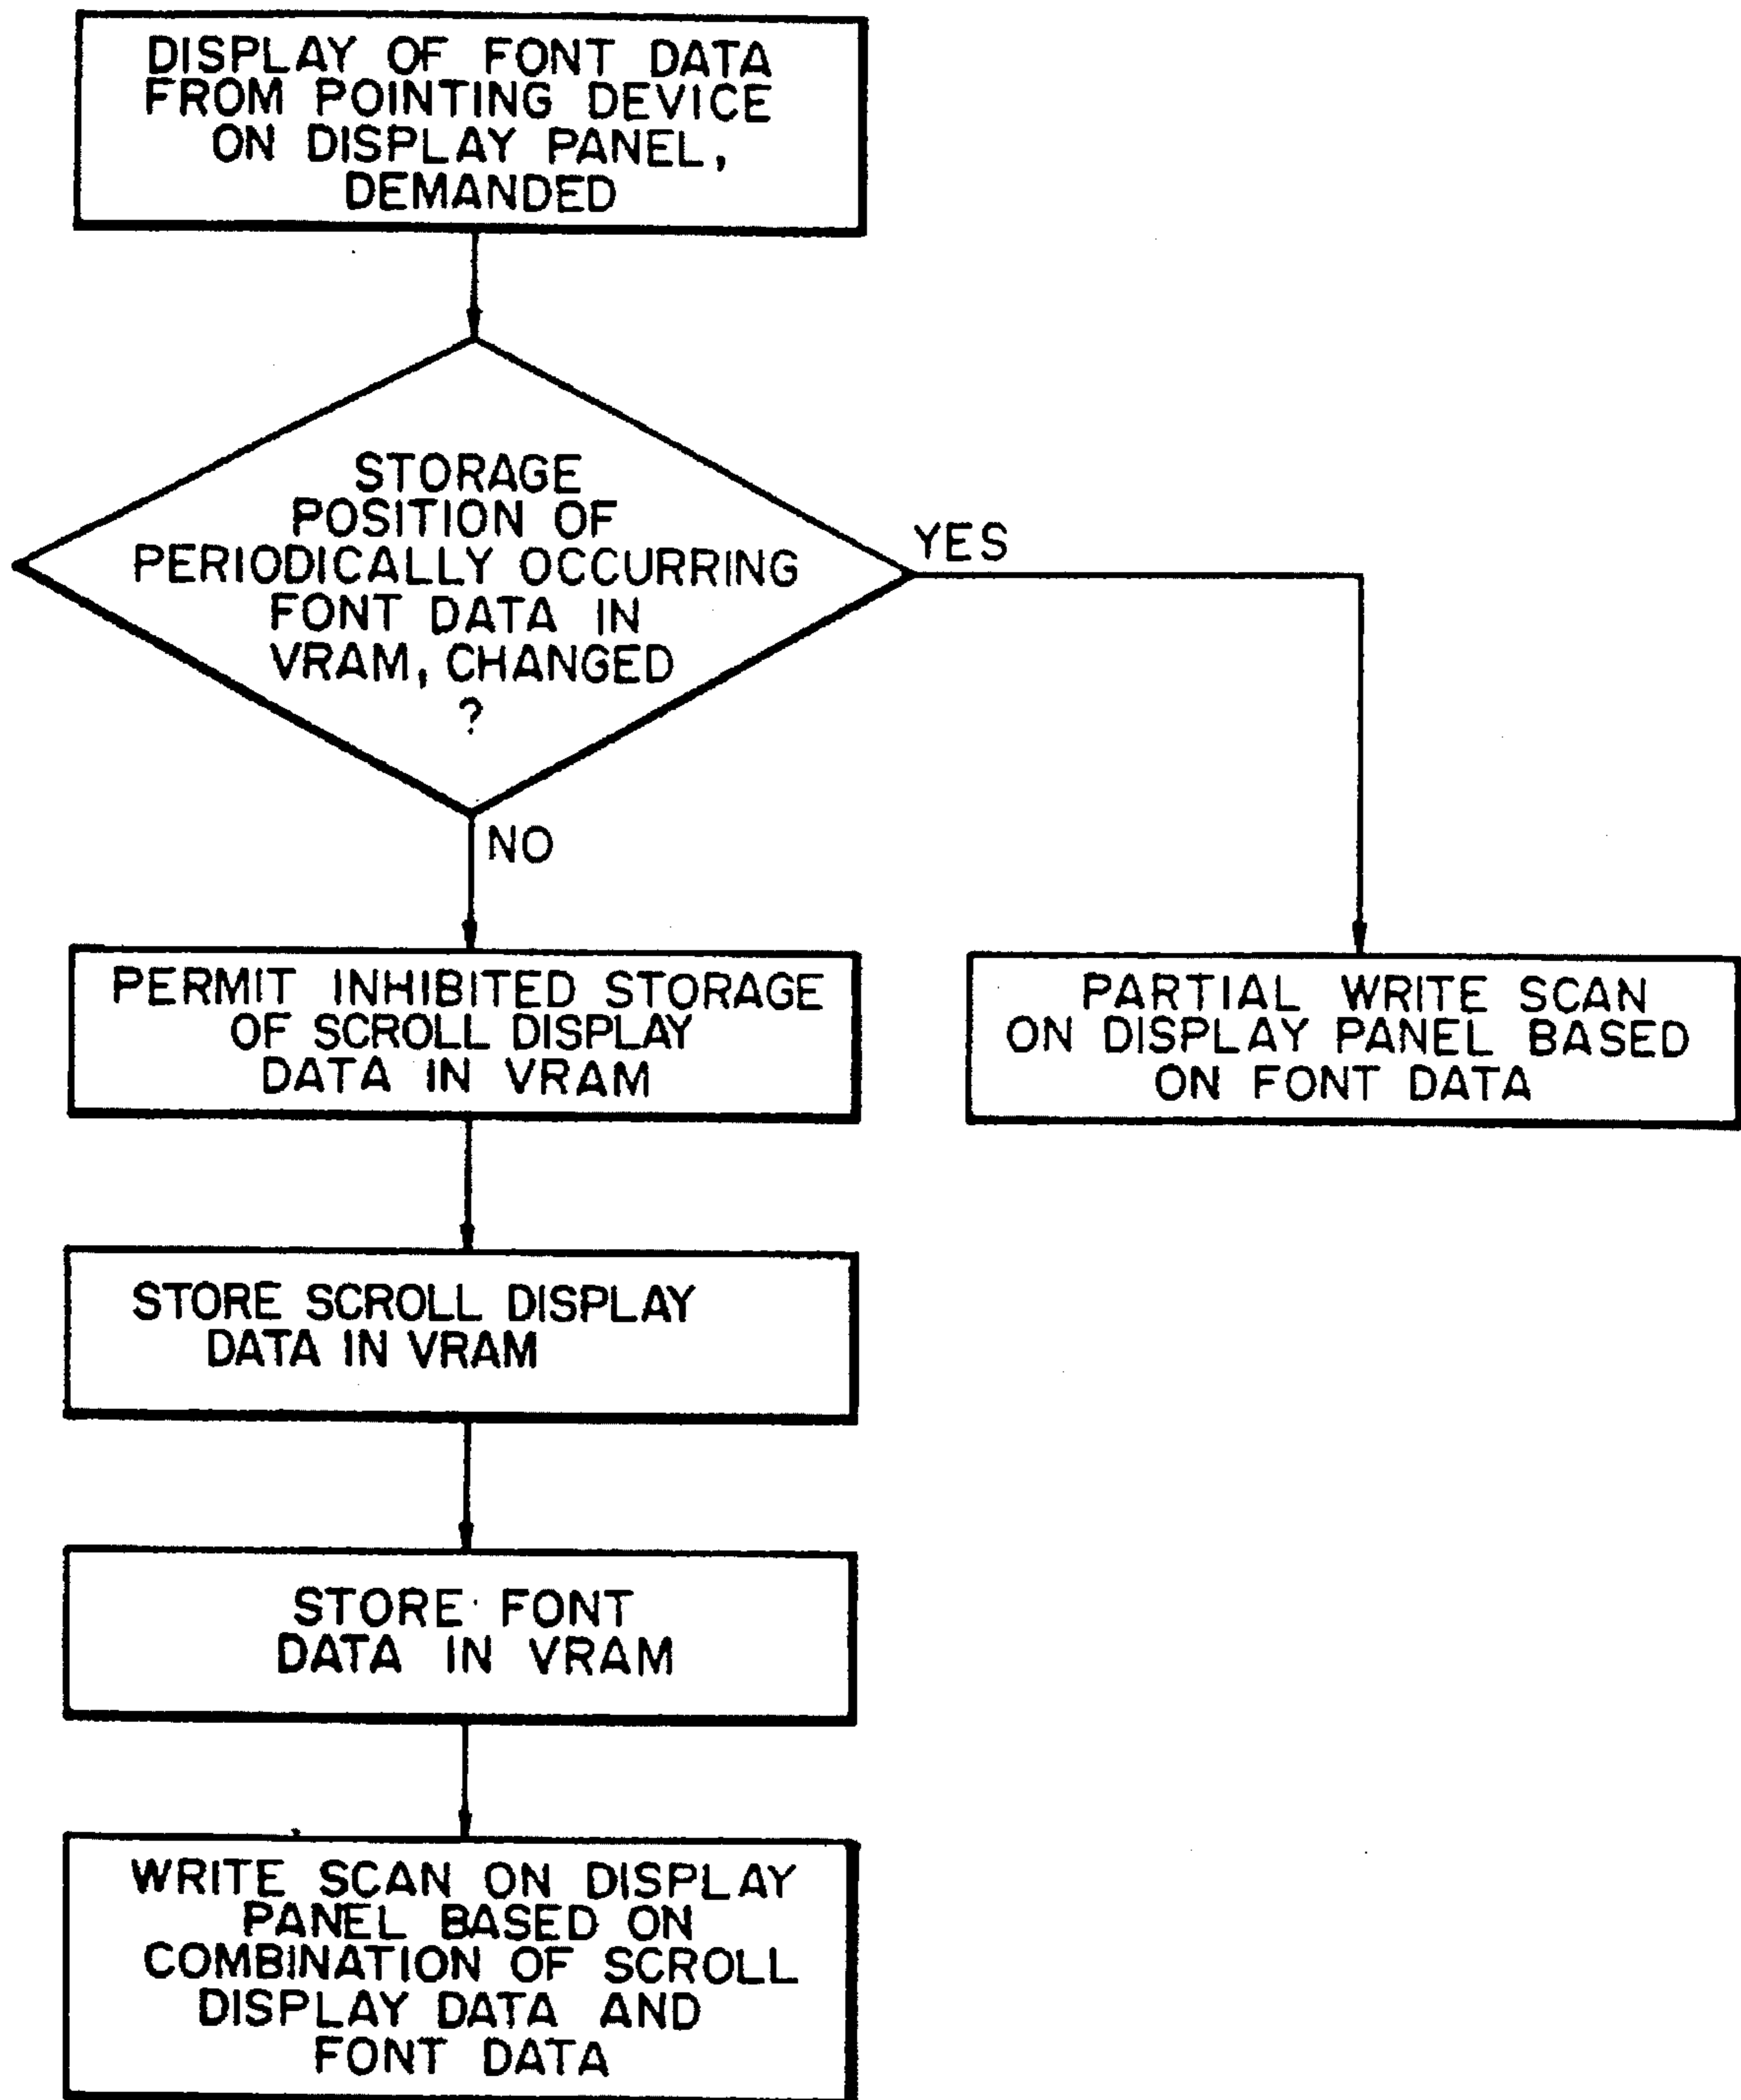 DISPLAY OF FONT DATA
FROM POINTING DEVICE
ON DISPLAY PANEL,
DEMANDED
STORAGE
POSITION OF
PERIODICALLY OCCURRING
FONT DATA IN
VRAM, CHANGED
?
YES
NO
PERMIT INHIBITED STORAGE
OF SCROLL DISPLAY
DATA IN VRAM
PARTIAL WRITE SCAN
ON DISPLAY PANEL BASED
ON FONT DATA
STORE SCROLL DISPLAY
DATA IN VRAM
STORE FONT
DATA IN VRAM
WRITE SCAN ON DISPLAY
PANEL BASED ON
COMBINATION OF SCROLL
DISPLAY DATA AND
FONT DATA